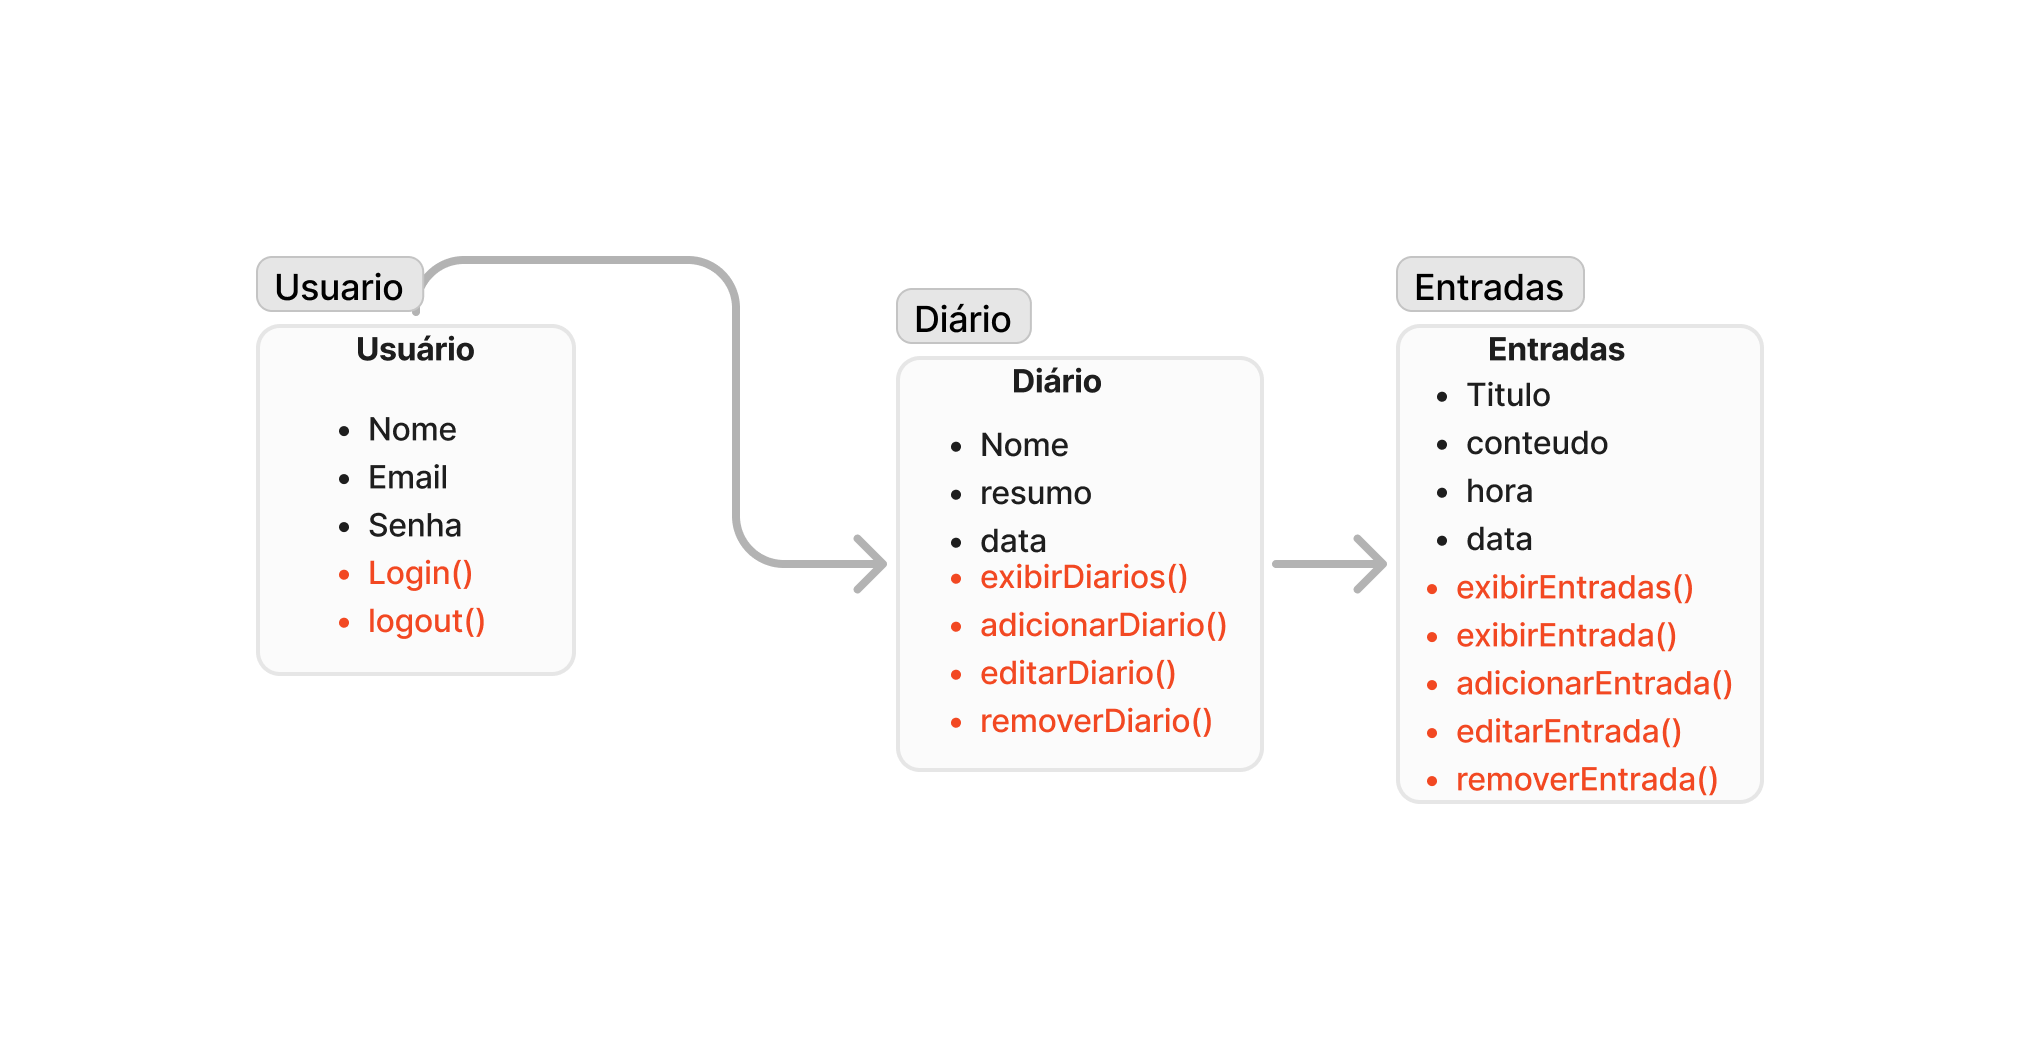 Usuario
Usuário
Nome
Email
Senha
Login()
logout()
Diário
Diário
Nome
resumo
data
exibirDiarios()
adicionarDiario()
editarDiario()
removerDiario()
Entradas
Entradas
Titulo
conteudo
hora
data
exibirEntradas()
exibirEntrada()
adicionarEntrada()
editarEntrada()
removerEntrada()